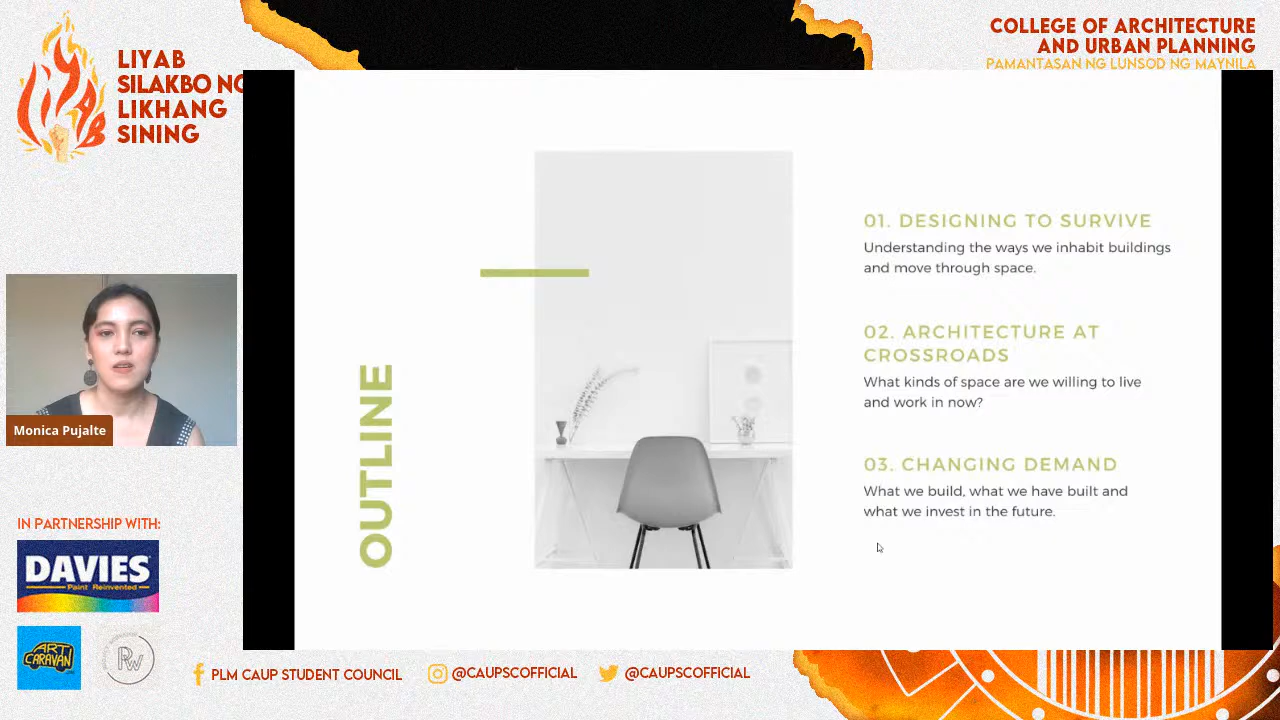 LIYAB
SILAKBO NG
LIKHANG
SINING
COLLEGE OF ARCHITECTURE
AND URBAN PLANNING
PAMANTASAN NG LUNSOD NG MAYNILA
OUTLINE
01. DESIGNING TO SURVIVE
Understanding the ways we inhabit buildings
and move through space.
02. ARCHITECTURE AT
CROSSROADS
What kinds of space are we willing to live
and work in now?
03. CHANGING DEMAND
What we build, what we have built and
what we invest in the future.
Monica Pujalte
IN PARTNERSHIP WITH:
DAVIES
Paint Reinvented
ART
CARAVAN
PW
PLM CAUP STUDENT COUNCIL
@CAUPSCOFFICIAL
@CAUPSCOFFICIAL